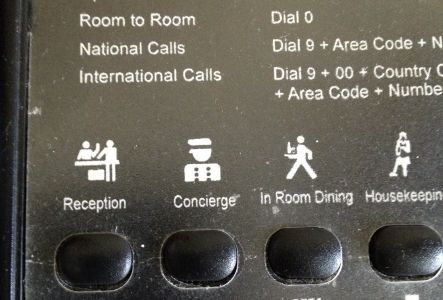 Room to Room Dial 0
National Calls Dial 9 + Area Code + N
International Calls Dial 9 + 00 + Country
+ Area Code + Numbe
Reception Concierge In Room Dining Housekeepin